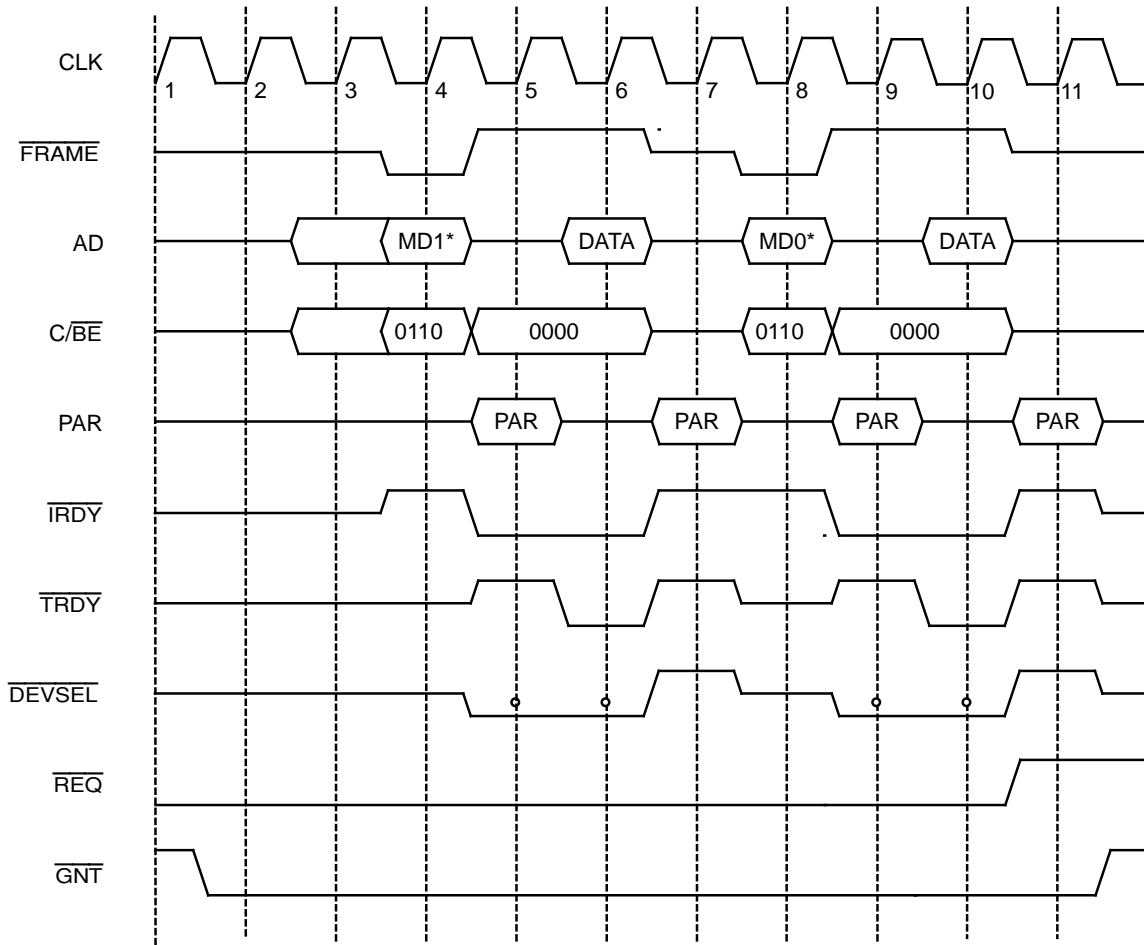 CLK
1 2 3 4 5 6 7 8 9 10 11
FRAME
AD
MD1* DATA MD0* DATA
C/BE
0110 0000 0110 0000
PAR
PAR PAR PAR PAR
IRDY
TRDY
DEVSEL
REQ
GNT